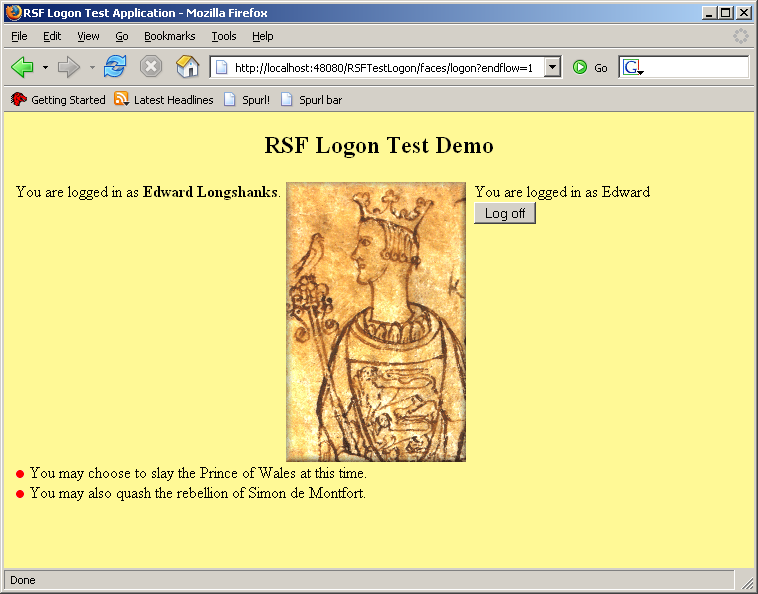 RSF Logon Test Application - Mozilla Firefox
File Edit View Go Bookmarks Tools Help
http://localhost:48080/RSFTestLogon/faces/logon?endflow=1 Go G
Getting Started Latest Headlines Spurl! Spurl bar
RSF Logon Test Demo
You are logged in as Edward Longshanks. You are logged in as Edward
Log off
You may choose to slay the Prince of Wales at this time.
You may also quash the rebellion of Simon de Montfort.
Done